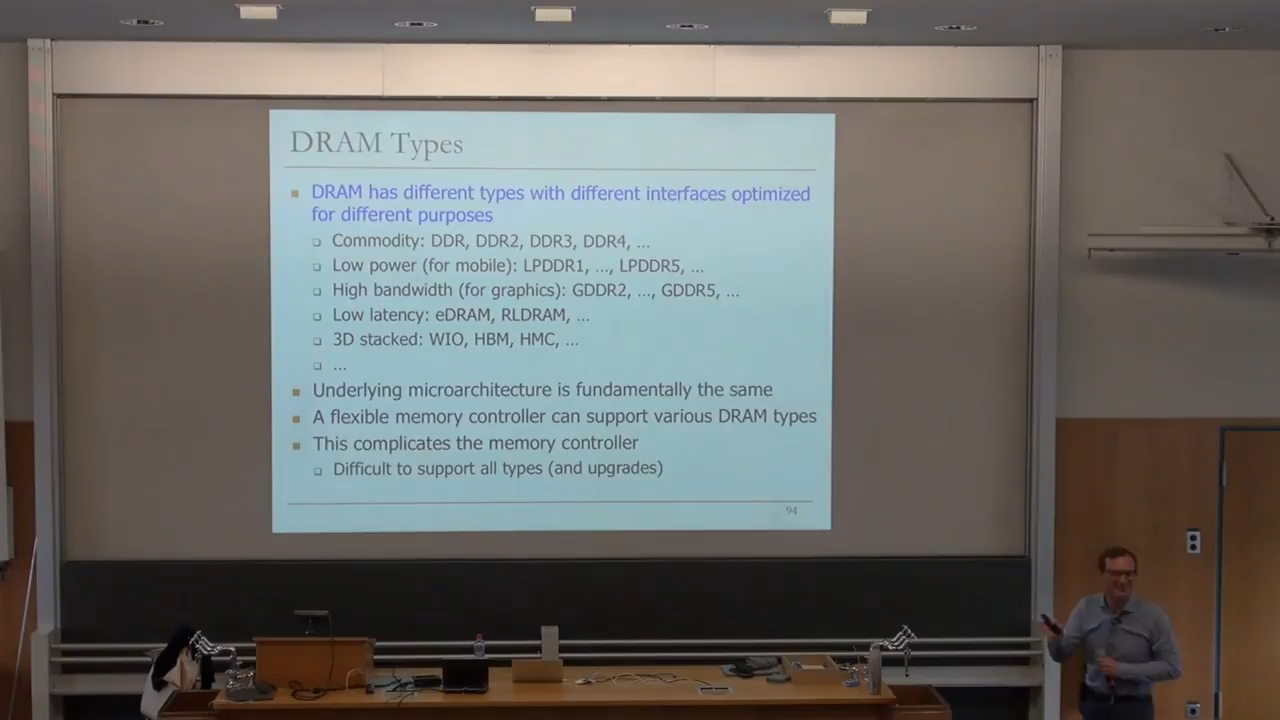 DRAM Types
DRAM has different types with different interfaces optimized
for different purposes
Commodity: DDR, DDR2, DDR3, DDR4, ...
Low power (for mobile): LPDDR1, ..., LPDDR5, ...
High bandwidth (for graphics): GDDR2, ..., GDDR5, ...
Low latency: eDRAM, RLDRAM, ...
3D stacked: WIO, HBM, HMC, ...
...
Underlying microarchitecture is fundamentally the same
A flexible memory controller can support various DRAM types
This complicates the memory controller
Difficult to support all types (and upgrades)
94